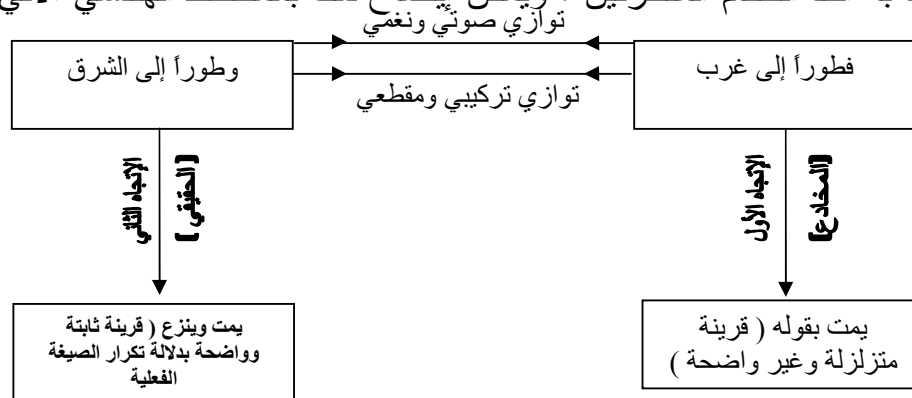 توازي صوتي ونغمي
فطوراً إلى غرب
وطوراً إلى الشرق
توازي تركيبي ومقطعي
الإتجاه الأول
(المخادع)
الإتجاه الثاني
( الحقيقي )
يمت بقوله ( قرينة
متزلزلة وغير واضحة )
يمت وينزع ( قرينة ثابتة
وواضحة بدلالة تكرار الصيغة
الفعلية